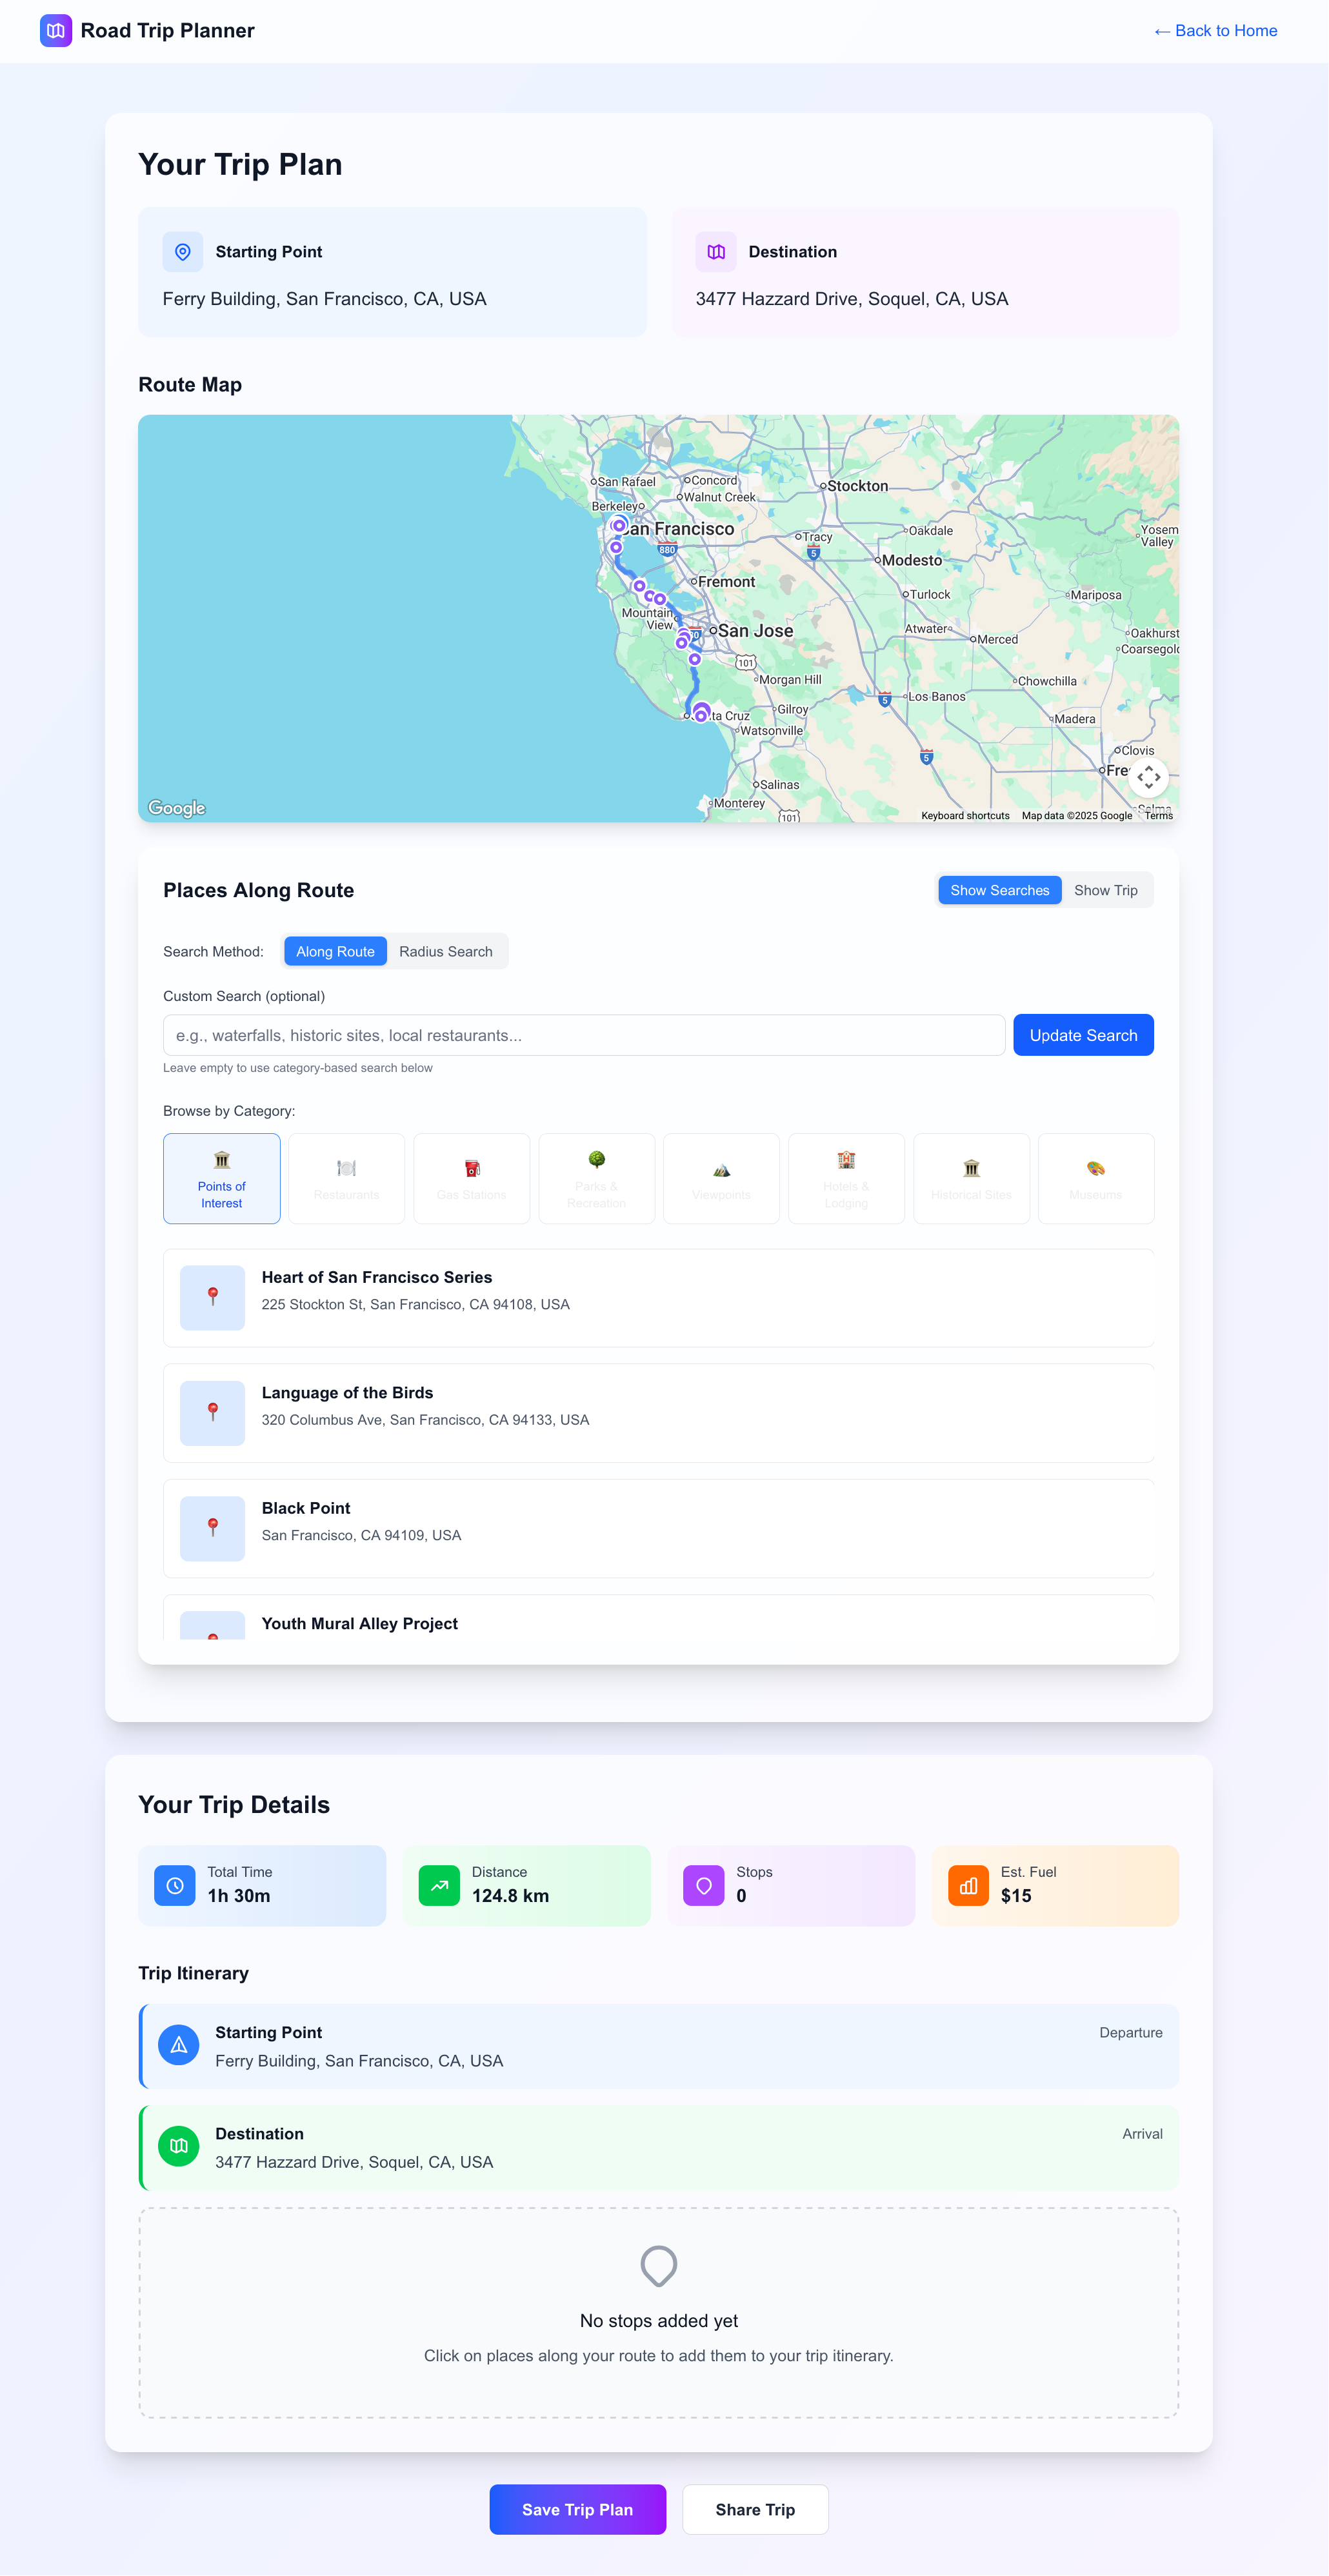 Road Trip Planner
← Back to Home
Your Trip Plan
Starting Point
Ferry Building, San Francisco, CA, USA
Destination
3477 Hazzard Drive, Soquel, CA, USA
Route Map
San Rafael
Concord
Walnut Creek
Stockton
Berkeley
San Francisco
Oakdale
Yosem
Valley
Tracy
880
5
Modesto
Fremont
Turlock
Mariposa
Mountain
View
San Jose
Atwater
Merced
Oakhurst
Coarsegold
101
Morgan Hill
Chowchilla
Los Banos
5
Gilroy
ta Cruz
Madera
Watsonville
Clovis
5
Fre
Salinas
Monterey
101
Selma
Google
Keyboard shortcuts
Map data ©2025 Google
Terms
Places Along Route
Show Searches
Show Trip
Search Method:
Along Route
Radius Search
Custom Search (optional)
e.g., waterfalls, historic sites, local restaurants...
Update Search
Leave empty to use category-based search below
Browse by Category:
Points of
Interest
Restaurants
Gas Stations
Parks &
Recreation
Viewpoints
Hotels &
Lodging
Historical Sites
Museums
Heart of San Francisco Series
225 Stockton St, San Francisco, CA 94108, USA
Language of the Birds
320 Columbus Ave, San Francisco, CA 94133, USA
Black Point
San Francisco, CA 94109, USA
Youth Mural Alley Project
Your Trip Details
Total Time
1h 30m
Distance
124.8 km
Stops
0
Est. Fuel
$15
Trip Itinerary
Starting Point
Departure
Ferry Building, San Francisco, CA, USA
Destination
Arrival
3477 Hazzard Drive, Soquel, CA, USA
No stops added yet
Click on places along your route to add them to your trip itinerary.
Save Trip Plan
Share Trip